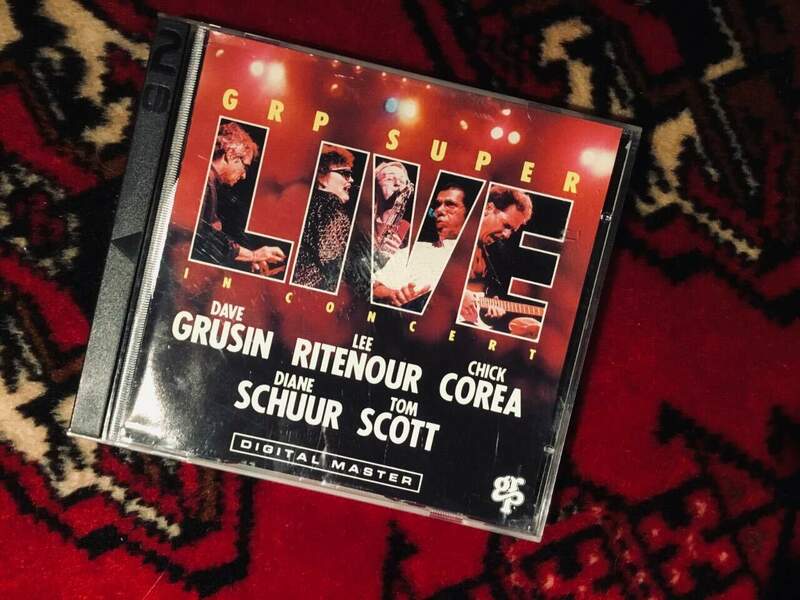 GRP SUPER
LIVE
IN CONCERT
DAVE
GRUSIN
LEE
RITENOUR
CHICK
COREA
DIANE
SCHUUR
TOM
SCOTT
DIGITAL MASTER
grp